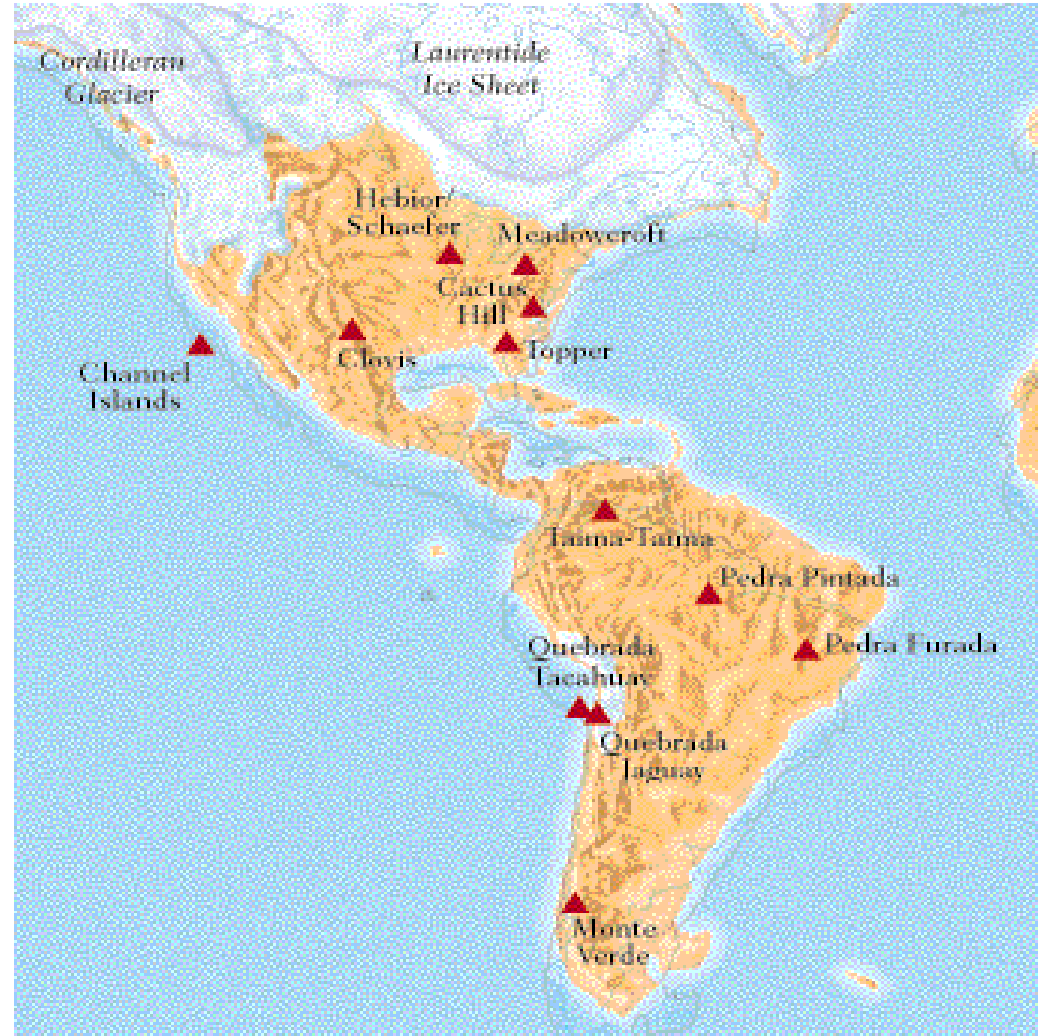 Cordilleran
Glacier
Laurentide
Ice Sheet
Hebior/
Schaefer
Meadowcroft
Cactus
Hill
Topper
Clovis
Channel
Islands
Taima-Taima
Pedra Pintada
Pedra Furada
Quebrada
Tacahuay
Quebrada
Jaguay
Monte
Verde